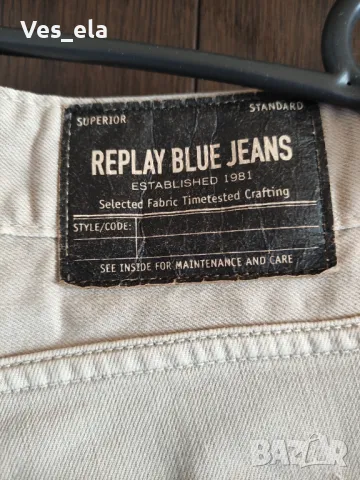 Ves_ela
SUPERIOR STANDARD
REPLAY BLUE JEANS
ESTABLISHED 1981
Selected Fabric Timetested Crafting
STYLE/CODE:
SEE INSIDE FOR MAINTENANCE AND CARE
BAZAR